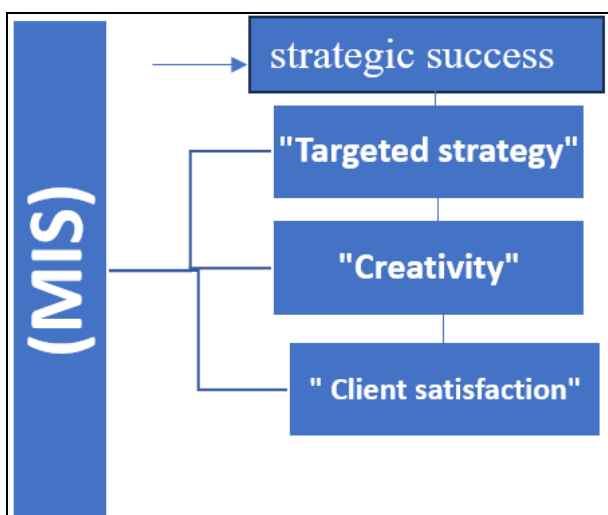 (MIS)
strategic success
"Targeted strategy"
"Creativity"
" Client satisfaction"